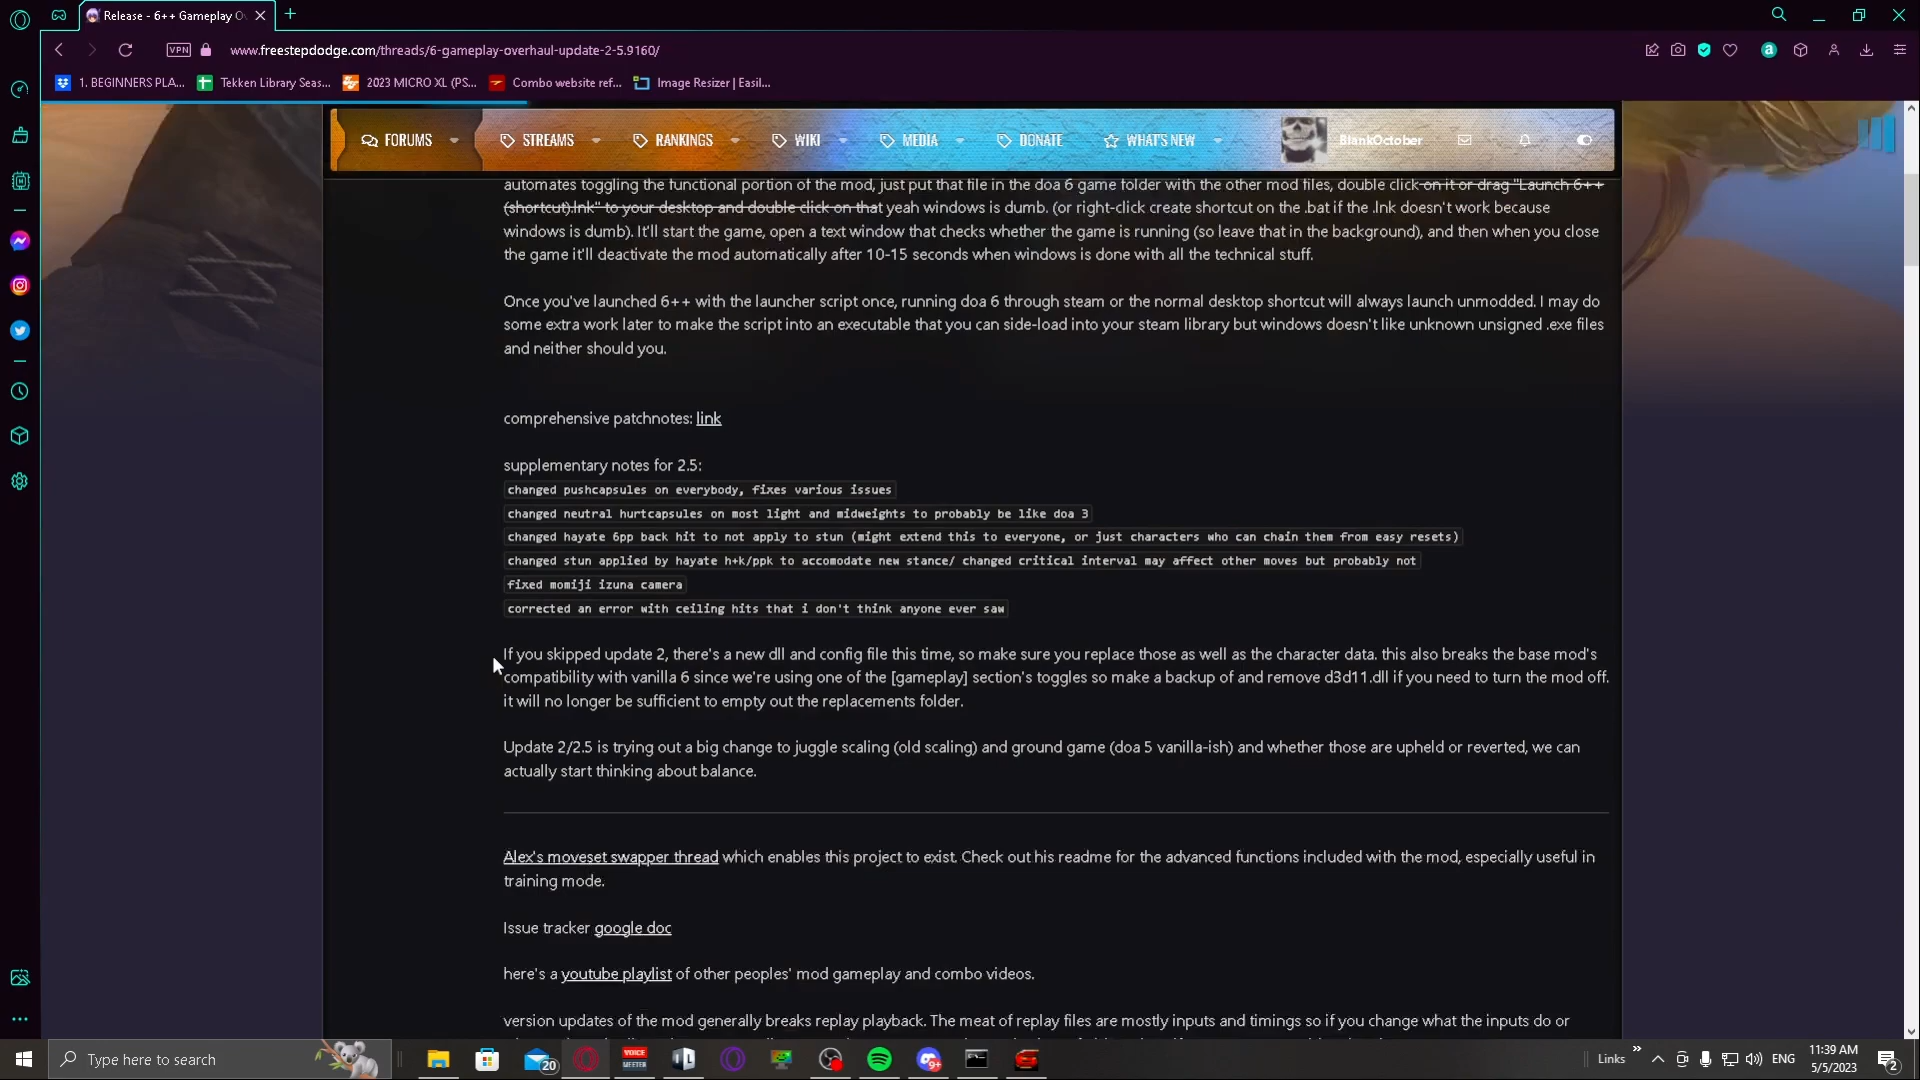 Release - 6++ Gameplay O
VPN
www.freestepdodge.com/threads/6-gameplay-overhaul-update-2-5.9160/
1. BEGINNERS PLA...
Tekken Library Seas...
2023 MICRO XL (PS...
Combo website ref...
Image Resizer | Easil...
FORUMS
STREAMS
RANKINGS
WIKI
MEDIA
DONATE
WHAT'S NEW
BlankOctober
automates toggling the functional portion of the mod, just put that file in the doa 6 game folder with the other mod files, double click on it or drag "Launch 6++
(shortcut).lnk" to your desktop and double click on that yeah windows is dumb. (or right-click create shortcut on the .bat if the .lnk doesn't work because
windows is dumb). It'll start the game, open a text window that checks whether the game is running (so leave that in the background), and then when you close
the game it'll deactivate the mod automatically after 10-15 seconds when windows is done with all the technical stuff.
Once you've launched 6++ with the launcher script once, running doa 6 through steam or the normal desktop shortcut will always launch unmodded. I may do
some extra work later to make the script into an executable that you can side-load into your steam library but windows doesn't like unknown unsigned .exe files
and neither should you.
comprehensive patchnotes: link
supplementary notes for 2.5:
changed pushcapsules on everybody, fixes various issues
changed neutral hurtcapsules on most light and midweights to probably be like doa 3
changed hayate 6pp back hit to not apply to stun (might extend this to everyone, or just characters who can chain them from easy resets)
changed stun applied by hayate h+k/ppk to accomodate new stance/ changed critical interval may affect other moves but probably not
fixed momiji izuna camera
corrected an error with ceiling hits that i don't think anyone ever saw
If you skipped update 2, there's a new dll and config file this time, so make sure you replace those as well as the character data. this also breaks the base mod's
compatibility with vanilla 6 since we're using one of the [gameplay] section's toggles so make a backup of and remove d3d11.dll if you need to turn the mod off.
it will no longer be sufficient to empty out the replacements folder.
Update 2/2.5 is trying out a big change to juggle scaling (old scaling) and ground game (doa 5 vanilla-ish) and whether those are upheld or reverted, we can
actually start thinking about balance.
Alex's moveset swapper thread which enables this project to exist. Check out his readme for the advanced functions included with the mod, especially useful in
training mode.
Issue tracker google doc
here's a youtube playlist of other peoples' mod gameplay and combo videos.
version updates of the mod generally breaks replay playback. The meat of replay files are mostly inputs and timings so if you change what the inputs do or
Type here to search
20
VOICE
MEETER
Links
ENG
11:39 AM
5/5/2023
2